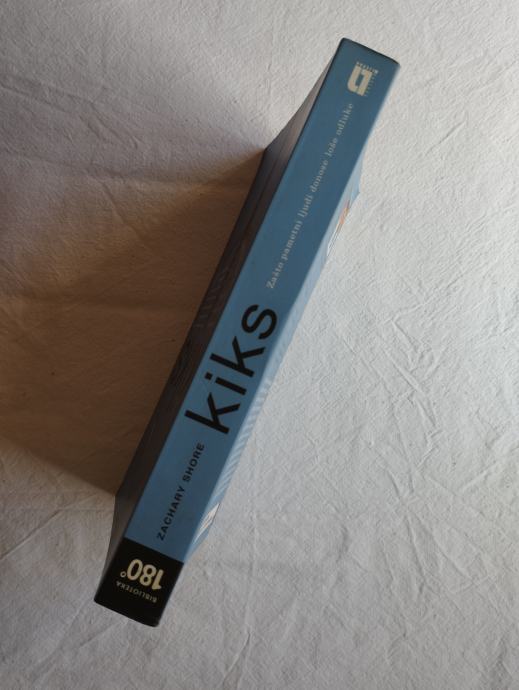 BIBLIOTEKA
180°
ZACHARY SHORE
kiks
Zašto pametni ljudi donose loše odluke